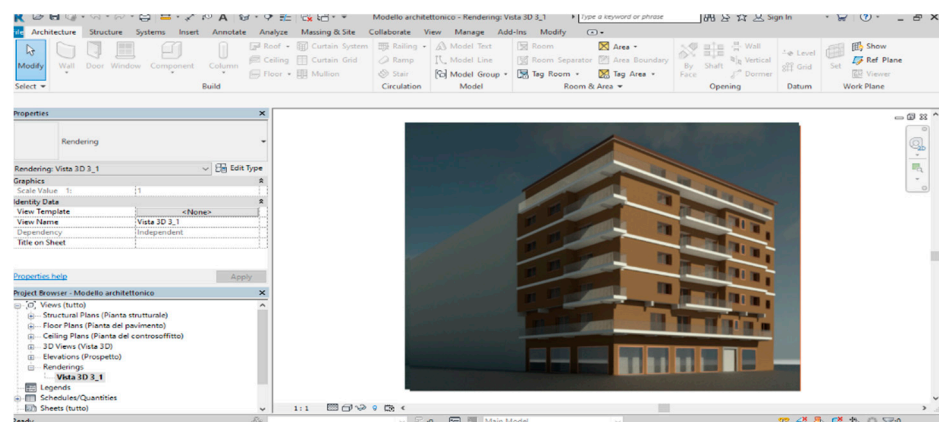 Modello architettonico - Rendering: Vista 3D 3_1 Type a keyword or phrase Sign In
Architecture Structure Systems Insert Annotate Analyze Massing & Site Collaborate View Manage Add-Ins Modify
Modify Wall Door Window Component Column
Roof Curtain System
Ceiling Curtain Grid
Floor Mullion
Railing
Ramp
Stair
Model Text
Model Line
Model Group
Room
Room Separator
Tag Room
Area
Area Boundary
Tag Area
By Face Shaft
Wall
Vertical
Dormer
Level
Grid
Set
Show
Ref Plane
Viewer
Select Build Circulation Model Room & Area Opening Datum Work Plane
Properties
Rendering
Rendering: Vista 3D 3_1 Edit Type
Graphics
Scale Value 1: 1
Identity Data
View Template <None>
View Name Vista 3D 3_1
Dependency Independent
Title on Sheet
Properties help Apply
Project Browser - Modello architettonico
Views (tutto)
Structural Plans (Pianta strutturale)
Floor Plans (Pianta del pavimento)
Ceiling Plans (Pianta del controsoffitto)
3D Views (Vista 3D)
Elevations (Prospetto)
Renderings
Vista 3D 3_1
Legends
Schedules/Quantities
Sheets (tutto)
1:1
Ready Main Model